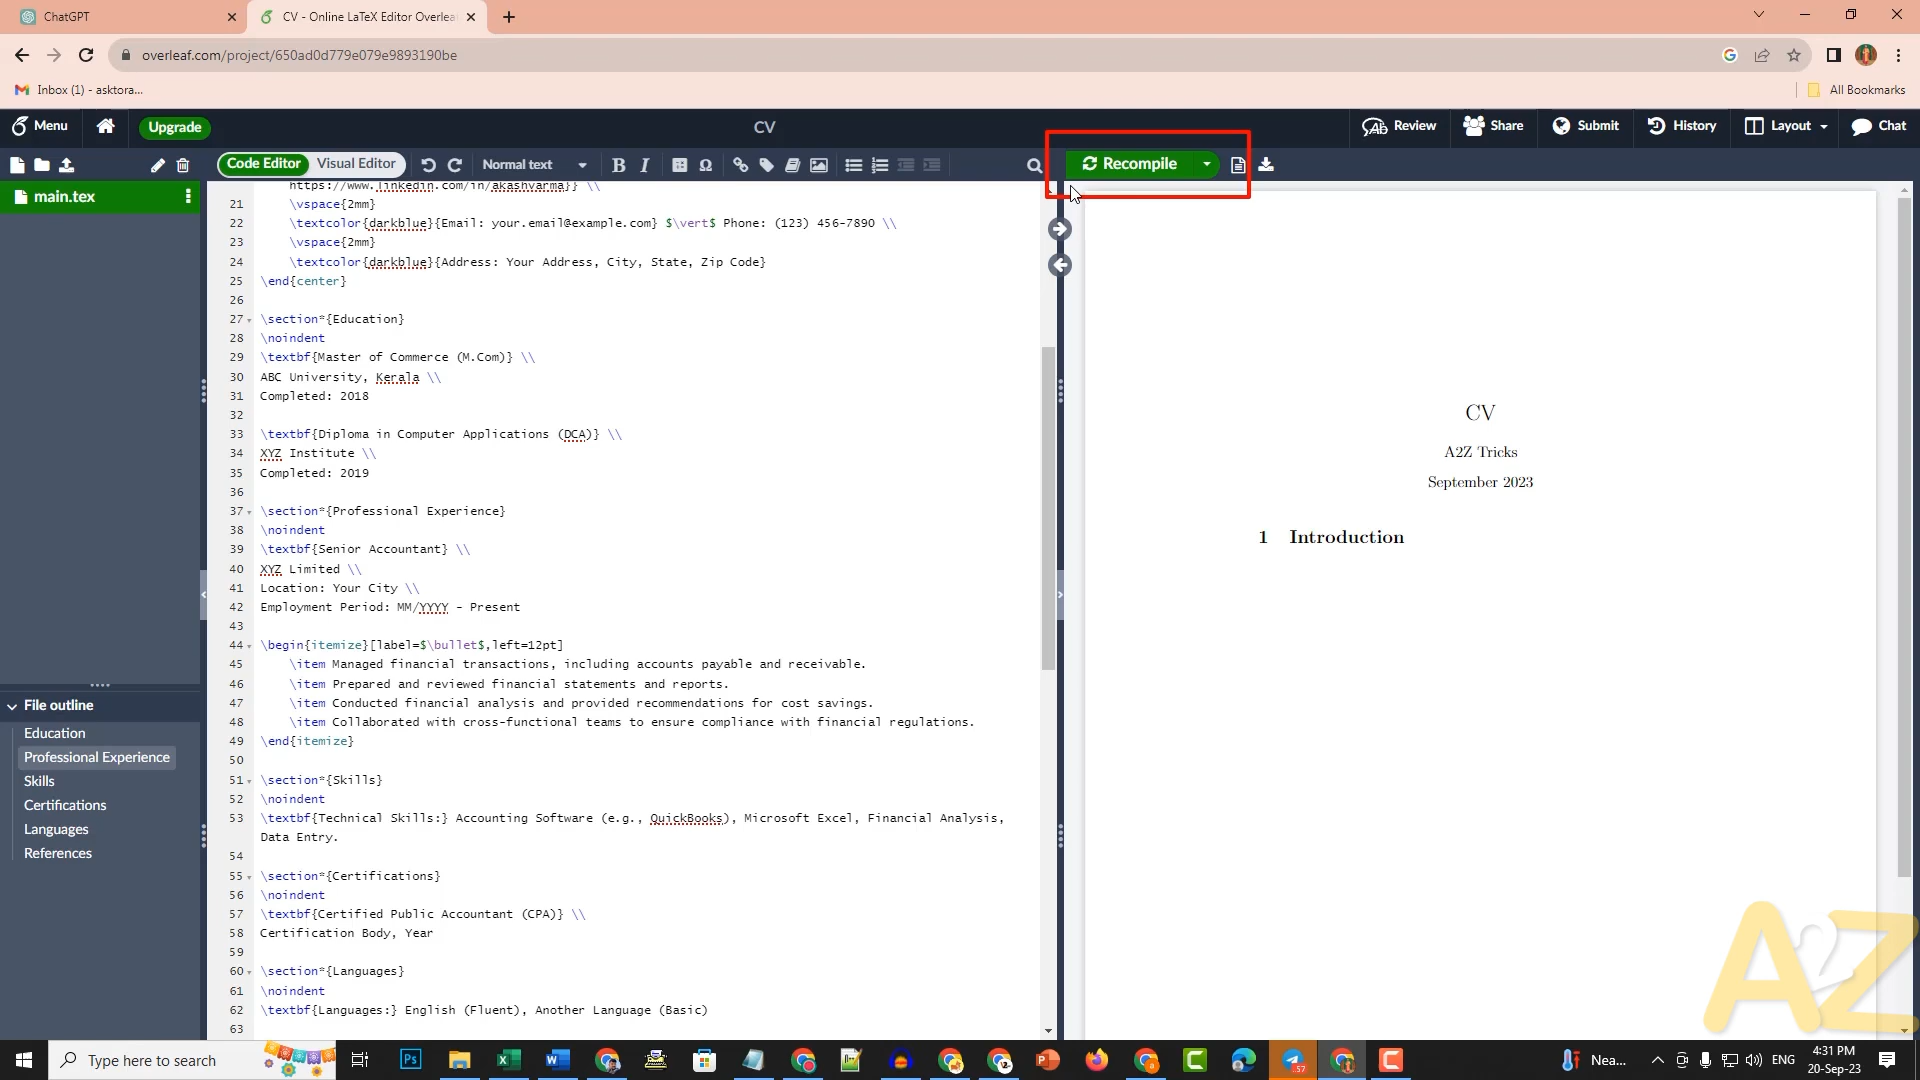 ChatGPT
CV - Online LaTeX Editor Overlea
overleaf.com/project/650ad0d779e079e9893190be
Inbox (1) - asktora...
All Bookmarks
Menu
Upgrade
CV
Review
Share
Submit
History
Layout
Chat
Code Editor
Visual Editor
Normal text
B
I
Ω
Recompile
main.tex
https://www.linkedin.com/in/akashvarma}} \\
21 \vspace{2mm}
22 \textcolor{darkblue}{Email: your.email@example.com} $\vert$ Phone: (123) 456-7890 \\
23 \vspace{2mm}
24 \textcolor{darkblue}{Address: Your Address, City, State, Zip Code}
25 \end{center}
26
27 \section*{Education}
28 \noindent
29 \textbf{Master of Commerce (M.Com)} \\
30 ABC University, Kerala \\
31 Completed: 2018
32
33 \textbf{Diploma in Computer Applications (DCA)} \\
34 XYZ Institute \\
35 Completed: 2019
36
37 \section*{Professional Experience}
38 \noindent
39 \textbf{Senior Accountant} \\
40 XYZ Limited \\
41 Location: Your City \\
42 Employment Period: MM/YYYY - Present
43
44 \begin{itemize}[label=$\bullet$,left=12pt]
45 \item Managed financial transactions, including accounts payable and receivable.
46 \item Prepared and reviewed financial statements and reports.
47 \item Conducted financial analysis and provided recommendations for cost savings.
48 \item Collaborated with cross-functional teams to ensure compliance with financial regulations.
49 \end{itemize}
50
51 \section*{Skills}
52 \noindent
53 \textbf{Technical Skills:} Accounting Software (e.g., QuickBooks), Microsoft Excel, Financial Analysis,
Data Entry.
54
55 \section*{Certifications}
56 \noindent
57 \textbf{Certified Public Accountant (CPA)} \\
58 Certification Body, Year
59
60 \section*{Languages}
61 \noindent
62 \textbf{Languages:} English (Fluent), Another Language (Basic)
63
File outline
Education
Professional Experience
Skills
Certifications
Languages
References
CV
A2Z Tricks
September 2023
1 Introduction
A2Z
Type here to search
Nea...
ENG
4:31 PM
20-Sep-23